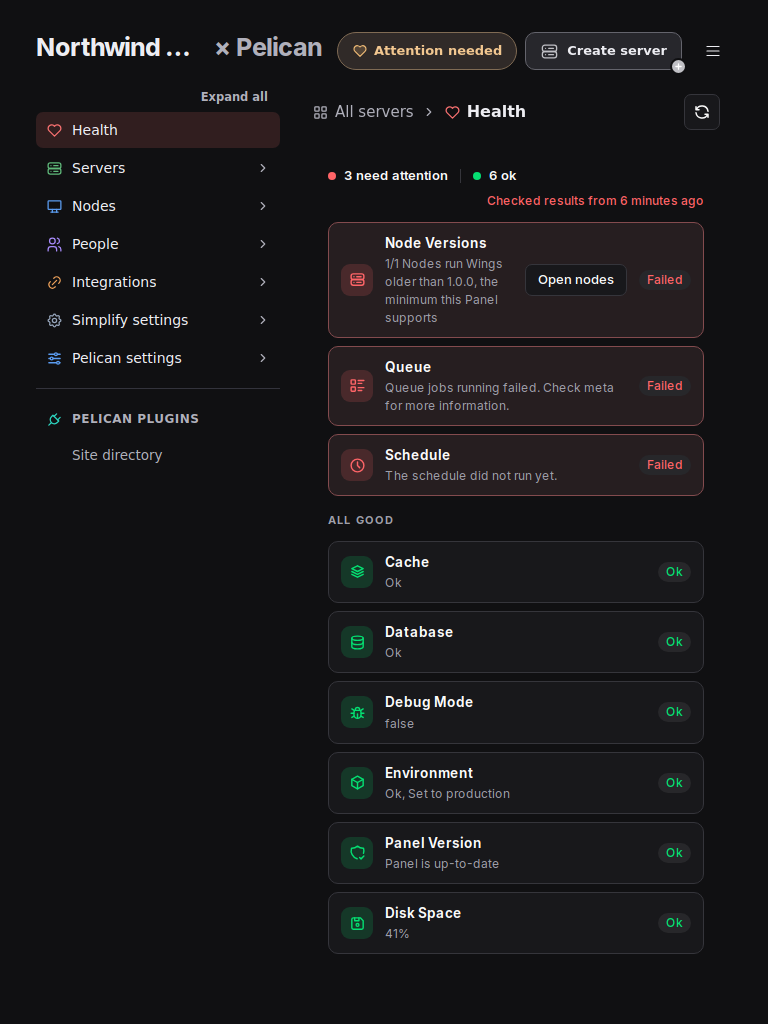 Northwind ... × Pelican
Attention needed
Create server
Expand all
Health
Servers
Nodes
People
Integrations
Simplify settings
Pelican settings
PELICAN PLUGINS
Site directory
All servers > Health
3 need attention
6 ok
Checked results from 6 minutes ago
Node Versions
1/1 Nodes run Wings
older than 1.0.0, the
minimum this Panel
supports
Open nodes
Failed
Queue
Queue jobs running failed. Check meta
for more information.
Failed
Schedule
The schedule did not run yet.
Failed
ALL GOOD
Cache
Ok
Ok
Database
Ok
Ok
Debug Mode
false
Ok
Environment
Ok, Set to production
Ok
Panel Version
Panel is up-to-date
Ok
Disk Space
41%
Ok